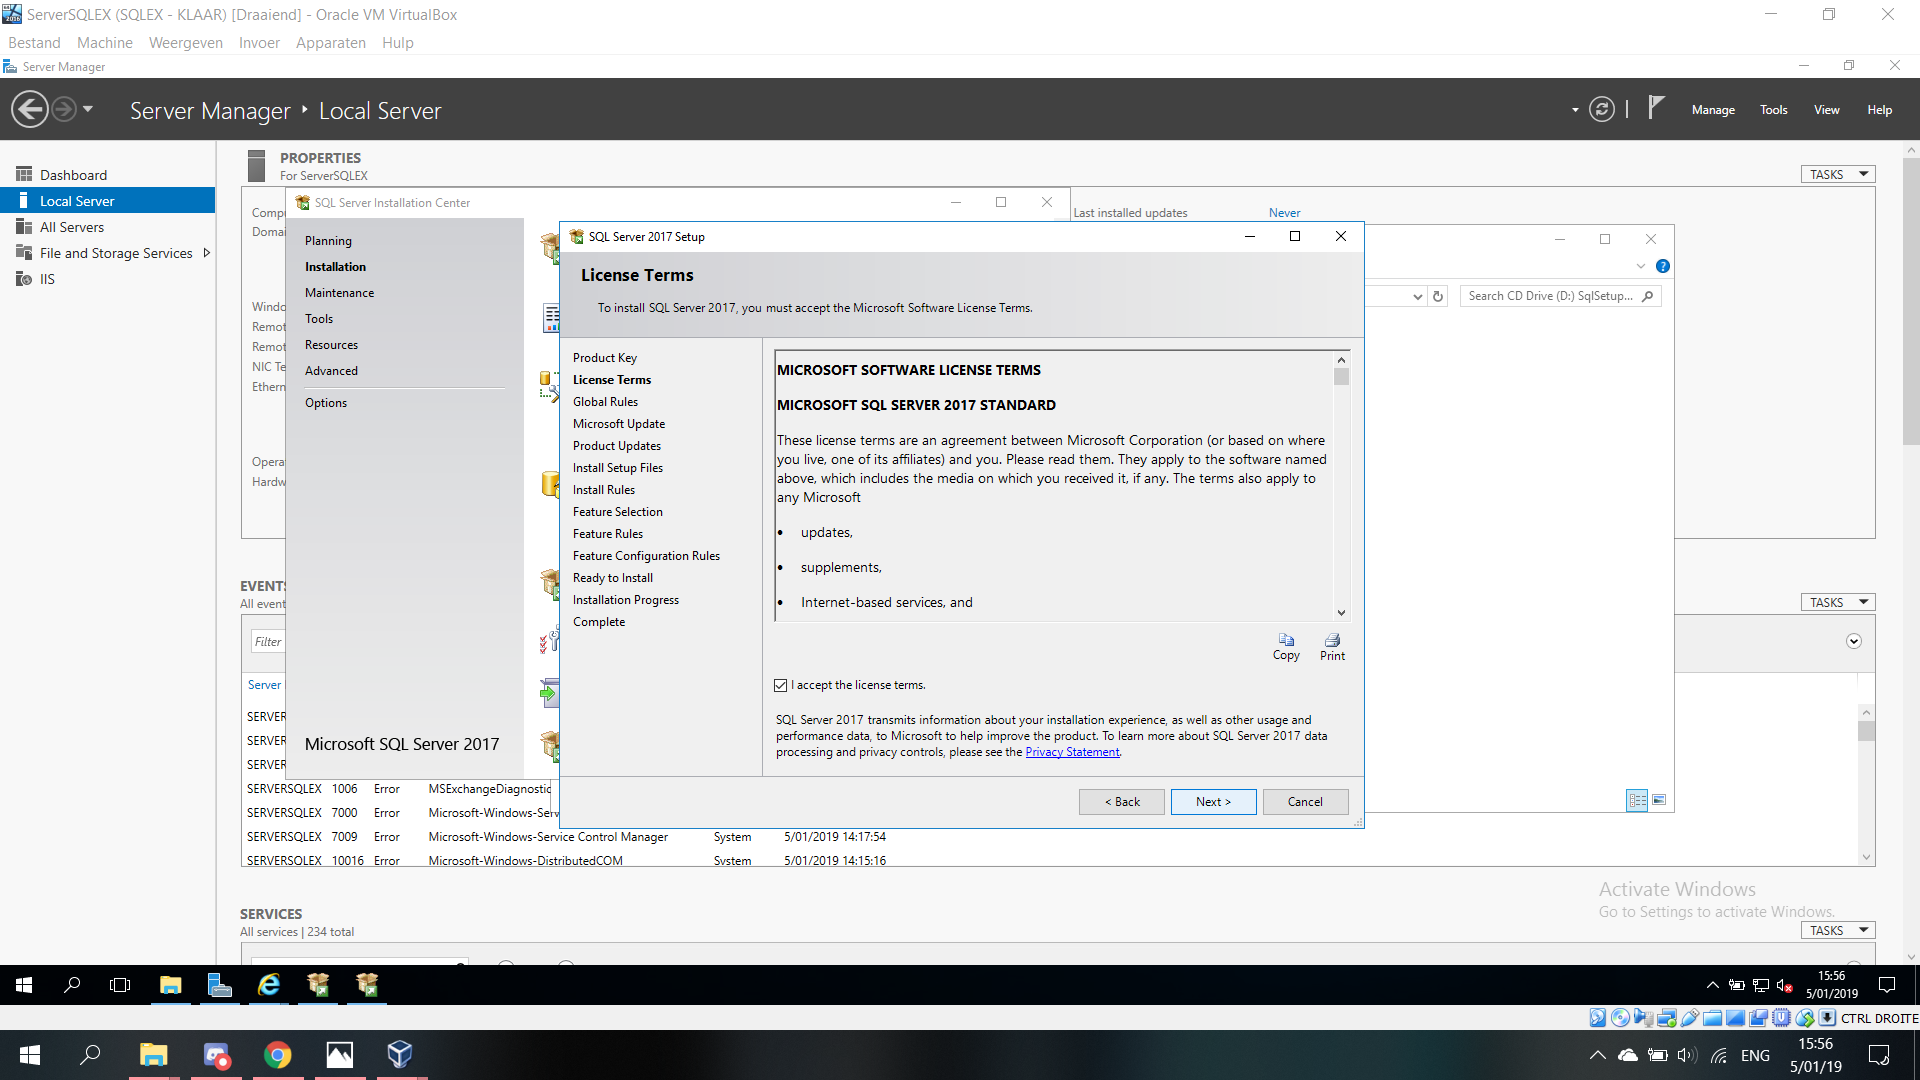 ServerSQLEX (SQLEX - KLAAR) [Draaiend] - Oracle VM VirtualBox
Bestand Machine Weergeven Invoer Apparaten Hulp
Server Manager
Server Manager ‣ Local Server
Manage Tools View Help
Dashboard
Local Server
All Servers
File and Storage Services
IIS
PROPERTIES
For ServerSQLEX
TASKS
Last installed updates Never
SQL Server Installation Center
Planning
Installation
Maintenance
Tools
Resources
Advanced
Options
Microsoft SQL Server 2017
Search CD Drive (D:) SqlSetup...
SQL Server 2017 Setup
License Terms
To install SQL Server 2017, you must accept the Microsoft Software License Terms.
Product Key
License Terms
Global Rules
Microsoft Update
Product Updates
Install Setup Files
Install Rules
Feature Selection
Feature Rules
Feature Configuration Rules
Ready to Install
Installation Progress
Complete
MICROSOFT SOFTWARE LICENSE TERMS
MICROSOFT SQL SERVER 2017 STANDARD
These license terms are an agreement between Microsoft Corporation (or based on where
you live, one of its affiliates) and you. Please read them. They apply to the software named
above, which includes the media on which you received it, if any. The terms also apply to
any Microsoft
• updates,
• supplements,
• Internet-based services, and
Copy Print
I accept the license terms.
SQL Server 2017 transmits information about your installation experience, as well as other usage and
performance data, to Microsoft to help improve the product. To learn more about SQL Server 2017 data
processing and privacy controls, please see the Privacy Statement.
< Back Next > Cancel
EVENTS
All event
TASKS
Filter
Server
SERVERSQLEX 1006 Error MSExchangeDiagnostic
SERVERSQLEX 7000 Error Microsoft-Windows-Ser
SERVERSQLEX 7009 Error Microsoft-Windows-Service Control Manager System 5/01/2019 14:17:54
SERVERSQLEX 10016 Error Microsoft-Windows-DistributedCOM System 5/01/2019 14:15:16
Activate Windows
Go to Settings to activate Windows.
SERVICES
All services | 234 total
TASKS
15:56
5/01/2019
CTRL DROITE
ENG
15:56
5/01/19